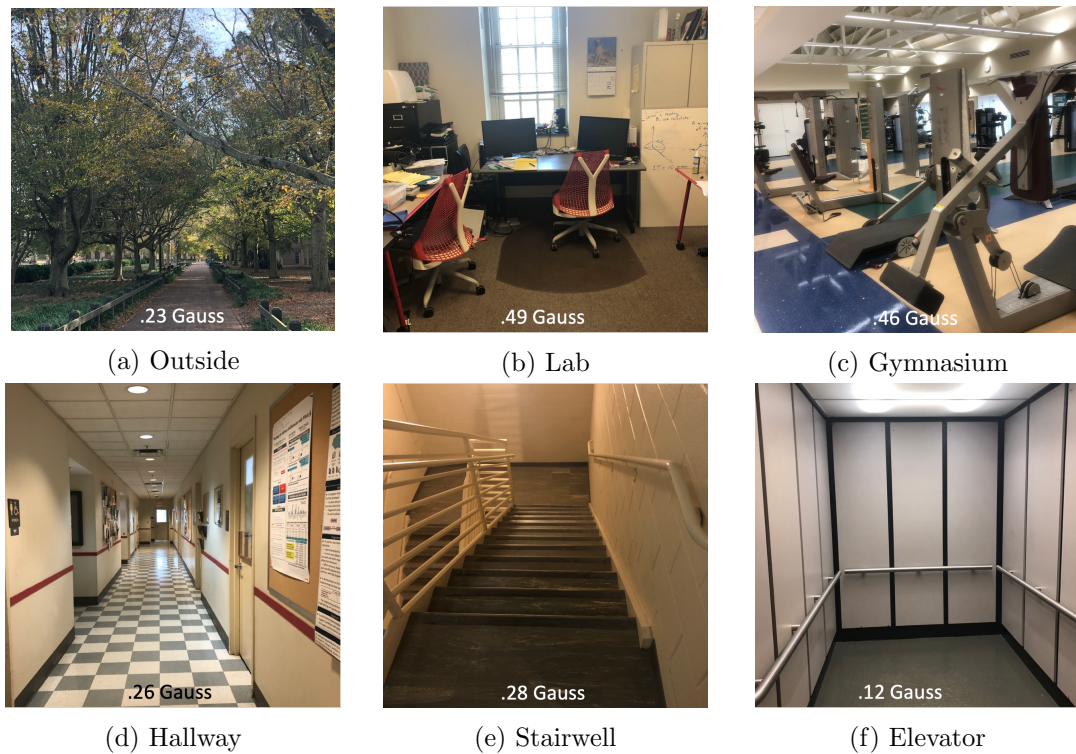 .23 Gauss
.49 Gauss
.46 Gauss
(a) Outside
(b) Lab
(c) Gymnasium
.26 Gauss
.28 Gauss
.12 Gauss
(d) Hallway
(e) Stairwell
(f) Elevator